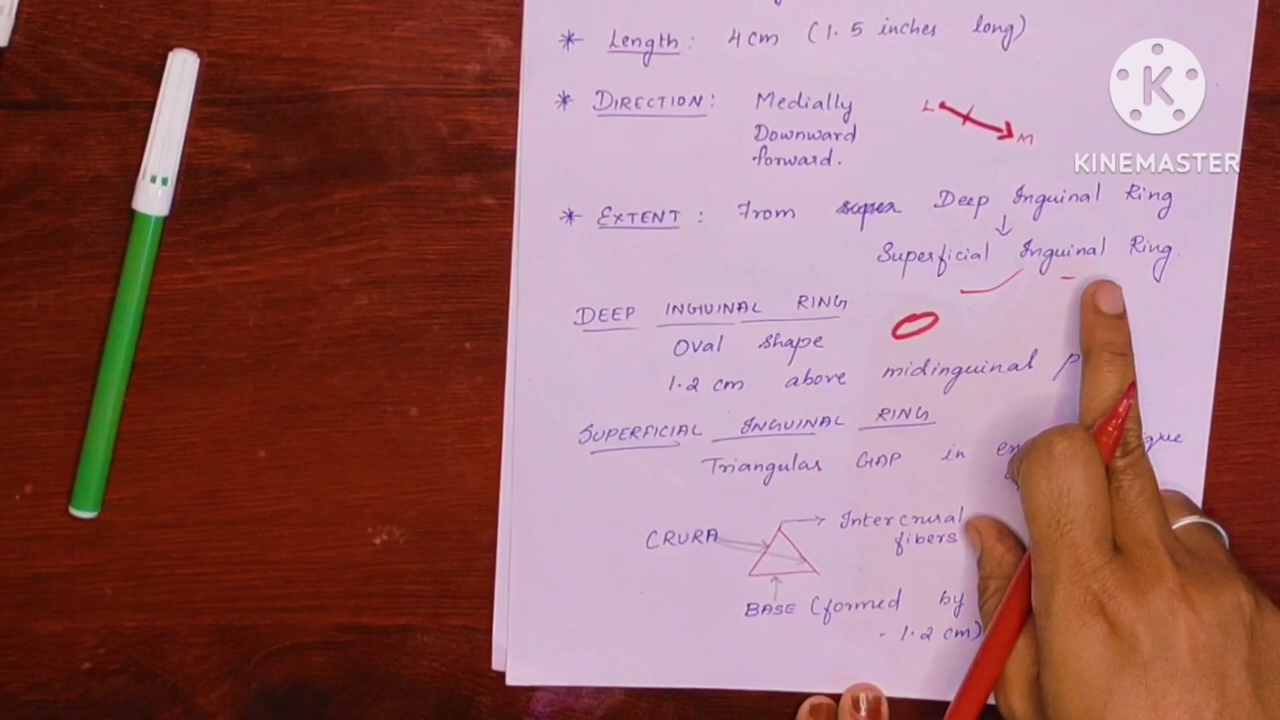 * Length: 4cm (1.5 inches long)
* DIRECTION: Medially
Downward
forward.
L M
KINEMASTER
* EXTENT: From Deep Inguinal Ring
↓
Superficial Inguinal Ring.
DEEP INGUINAL RING
Oval shape
1.2 cm above midinguinal
SUPERFICIAL INGUINAL RING
Triangular GAP in
CRURA
Intercrural
fibers
BASE (formed by
- 1.2 cm)